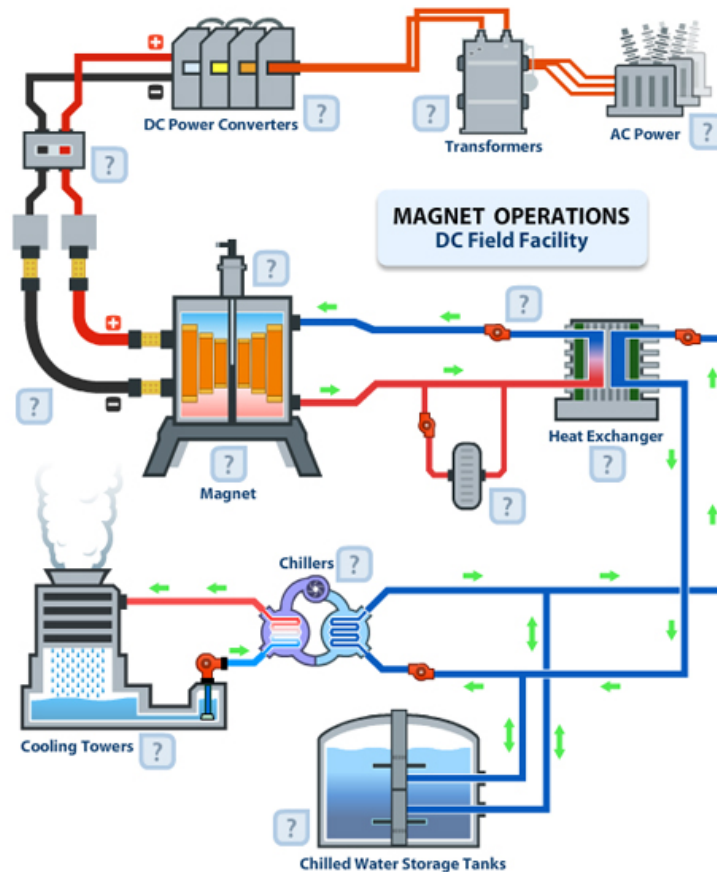 +
−
?
DC Power Converters
?
?
Transformers
AC Power
?
?
MAGNET OPERATIONS
DC Field Facility
?
?
+
?
−
?
Magnet
Heat Exchanger
?
?
Chillers
?
Cooling Towers
?
?
Chilled Water Storage Tanks